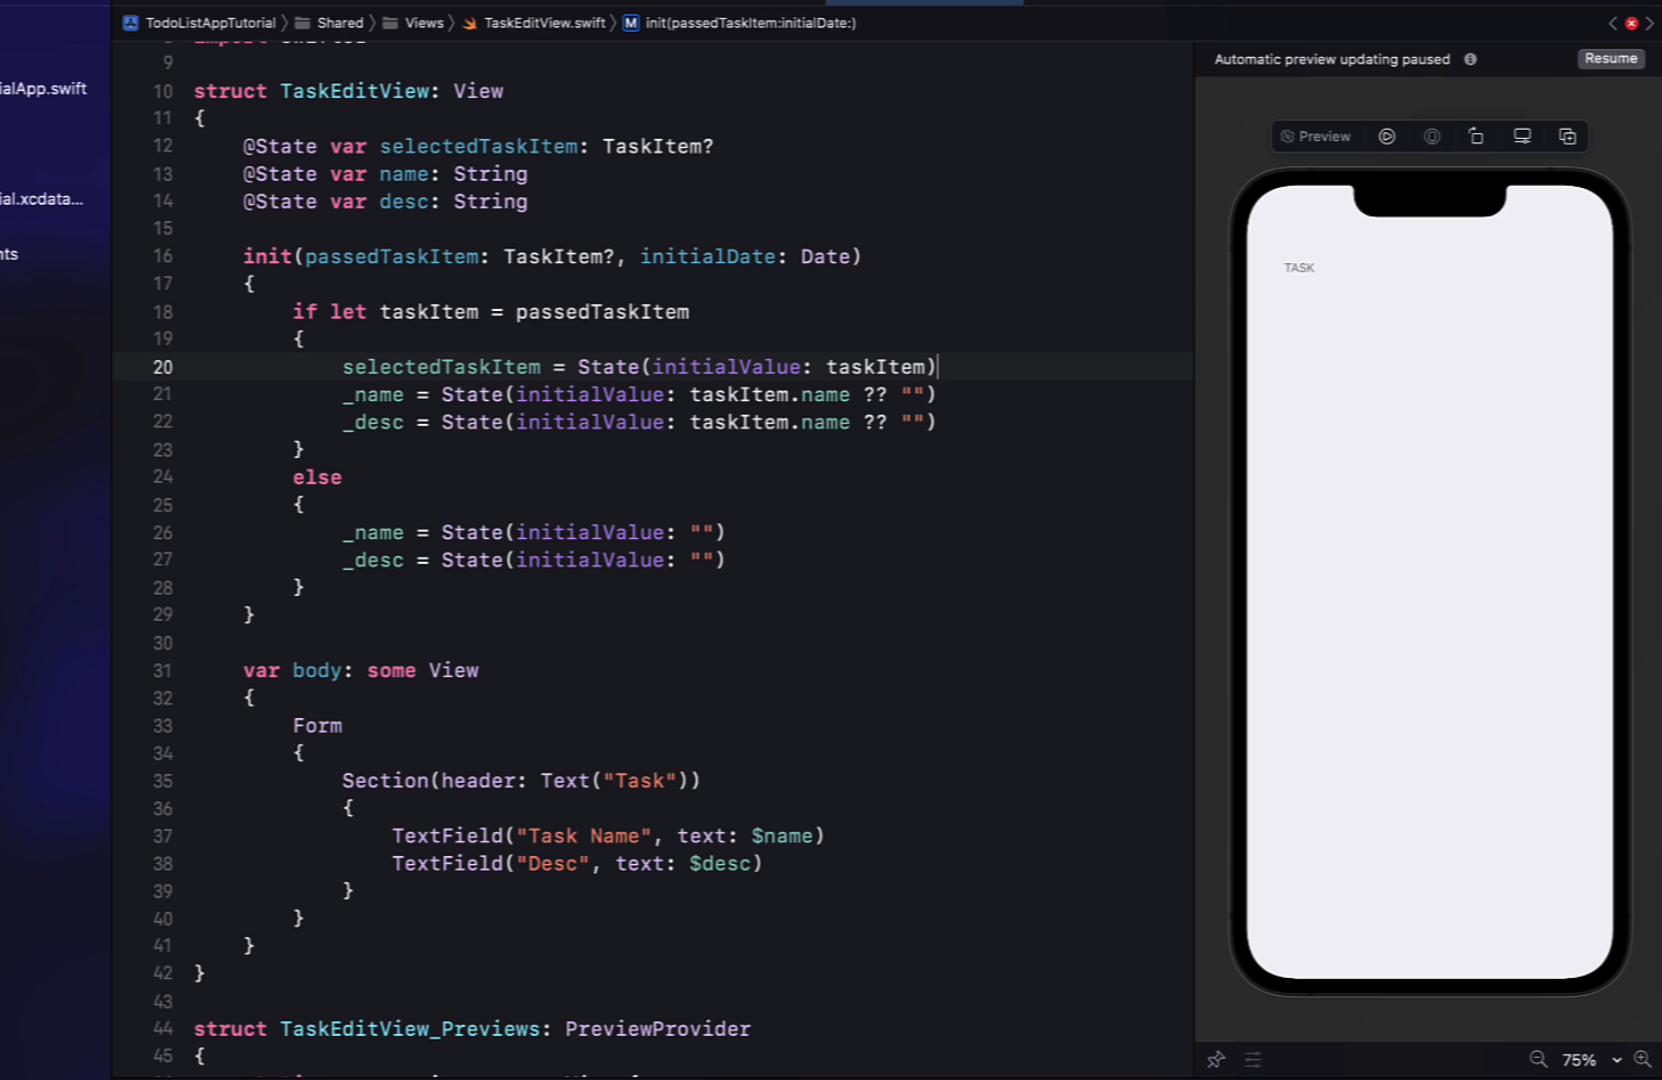 TodoListAppTutorial Shared Views TaskEditView.swift M init(passedTaskItem:initialDate:)
ialApp.swift
ial.xcdata...
nts
9
10 struct TaskEditView: View
11 {
12 @State var selectedTaskItem: TaskItem?
13 @State var name: String
14 @State var desc: String
15
16 init(passedTaskItem: TaskItem?, initialDate: Date)
17 {
18 if let taskItem = passedTaskItem
19 {
20 selectedTaskItem = State(initialValue: taskItem)
21 _name = State(initialValue: taskItem.name ?? "")
22 _desc = State(initialValue: taskItem.name ?? "")
23 }
24 else
25 {
26 _name = State(initialValue: "")
27 _desc = State(initialValue: "")
28 }
29 }
30
31 var body: some View
32 {
33 Form
34 {
35 Section(header: Text("Task"))
36 {
37 TextField("Task Name", text: $name)
38 TextField("Desc", text: $desc)
39 }
40 }
41 }
42 }
43
44 struct TaskEditView_Previews: PreviewProvider
45 {
Automatic preview updating paused Resume
Preview
TASK
75%